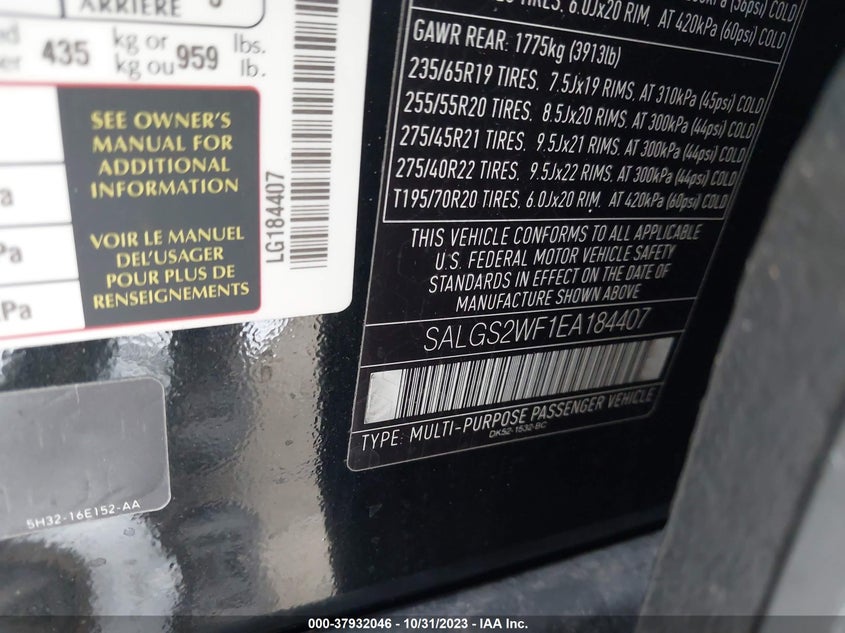 ARRIÈRE
435 kg or 959 lbs.
kg ou lb.
SEE OWNER'S
MANUAL FOR
ADDITIONAL
INFORMATION
VOIR LE MANUEL
DEL'USAGER
POUR PLUS DE
RENSEIGNEMENTS
LG184407
5H32-16E152-AA
TIRES, 6.0Jx20 RIM, AT 420kPa (60psi) COLD
GAWR REAR: 1775kg (3913lb)
235/65R19 TIRES, 7.5Jx19 RIMS, AT 310kPa (45psi) COLD
255/55R20 TIRES, 8.5Jx20 RIMS, AT 300kPa (44psi) COLD
275/45R21 TIRES, 9.5Jx21 RIMS, AT 300kPa (44psi) COLD
275/40R22 TIRES, 9.5Jx22 RIMS, AT 300kPa (44psi) COLD
T195/70R20 TIRES, 6.0Jx20 RIM, AT 420kPa (60psi) COLD
THIS VEHICLE CONFORMS TO ALL APPLICABLE
U.S. FEDERAL MOTOR VEHICLE SAFETY
STANDARDS IN EFFECT ON THE DATE OF
MANUFACTURE SHOWN ABOVE
SALGS2WF1EA184407
TYPE: MULTI-PURPOSE PASSENGER VEHICLE
DK52-1532-BC
000-37932046 - 10/31/2023 - IAA Inc.